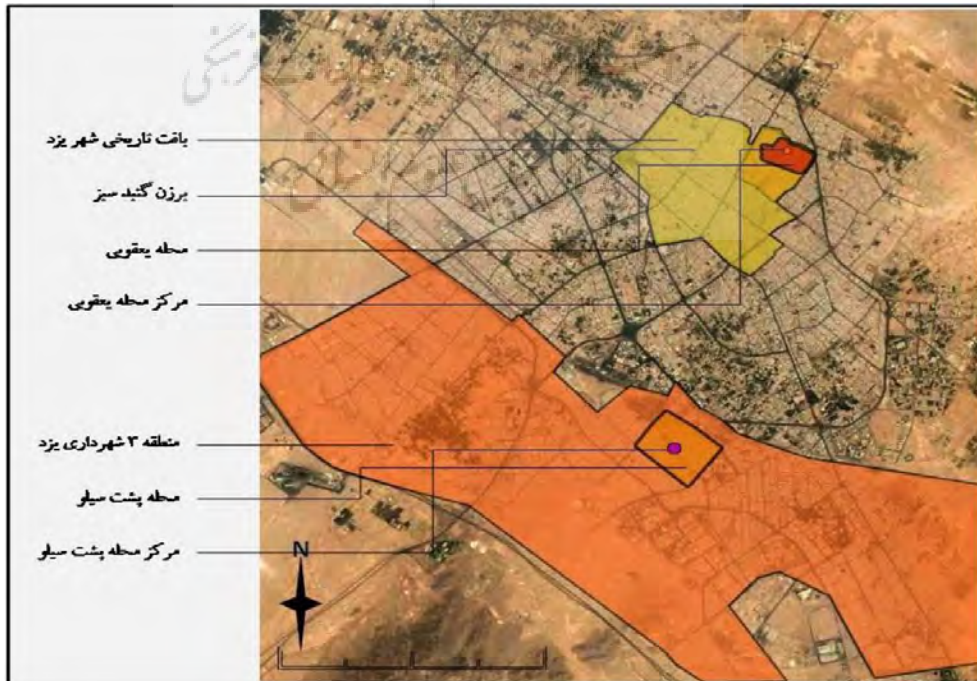 بافت تاریخی شهر یزد
برزن گنبد سبز
محله یعقوبی
مرکز محله یعقوبی
منطقه ۳ شهرداری یزد
محله پشت سیلو
مرکز محله پشت سیلو
N